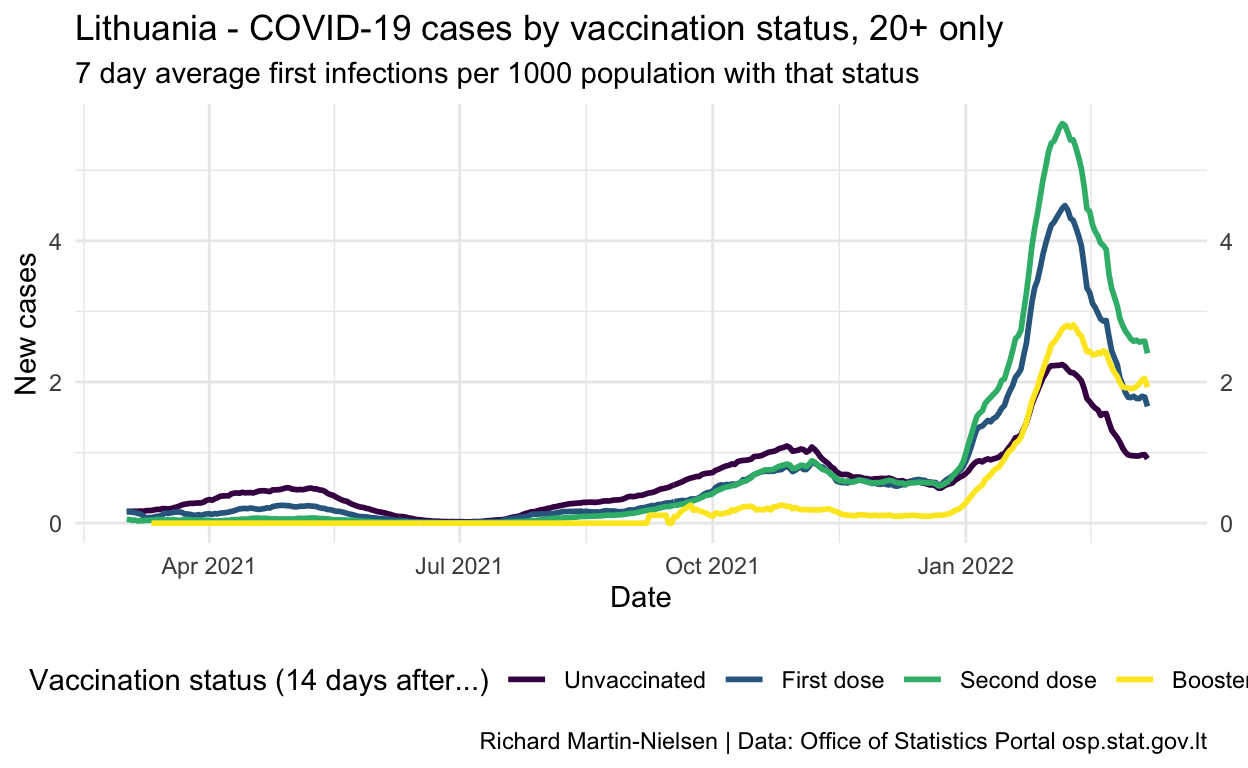 Lithuania - COVID-19 cases by vaccination status, 20+ only
7 day average first infections per 1000 population with that status
New cases
4
2
0
4
2
0
Apr 2021 Jul 2021 Oct 2021 Jan 2022
Date
Vaccination status (14 days after...) Unvaccinated First dose Second dose Booster
Richard Martin-Nielsen | Data: Office of Statistics Portal osp.stat.gov.lt